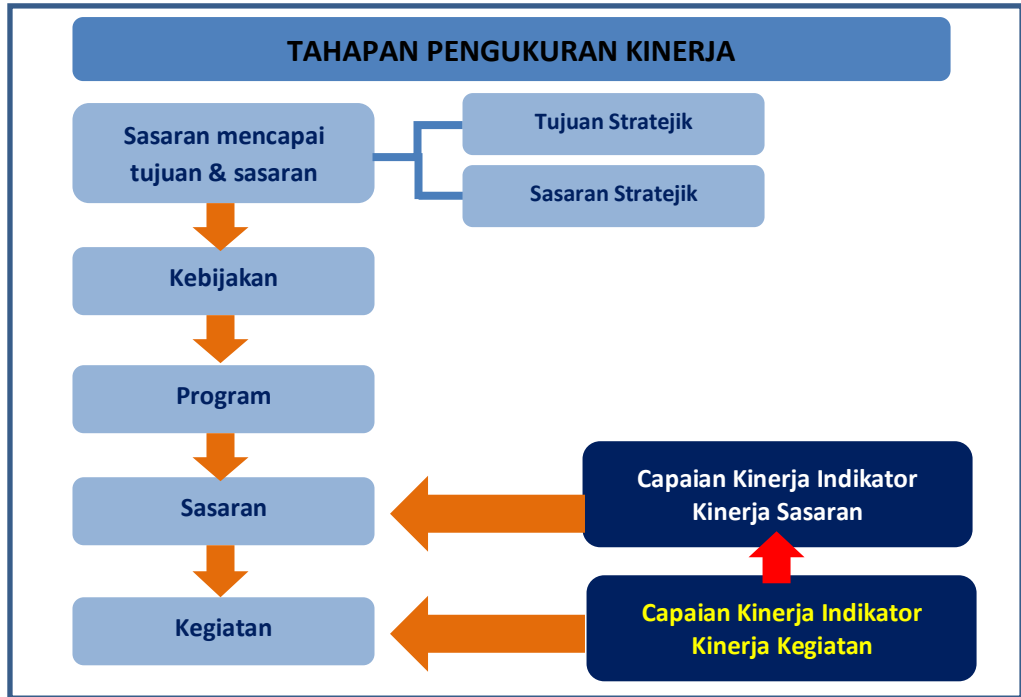 TAHAPAN PENGUKURAN KINERJA
Sasaran mencapai
tujuan & sasaran
Tujuan Stratejik
Sasaran Stratejik
Kebijakan
Program
Sasaran
Capaian Kinerja Indikator
Kinerja Sasaran
Kegiatan
Capaian Kinerja Indikator
Kinerja Kegiatan